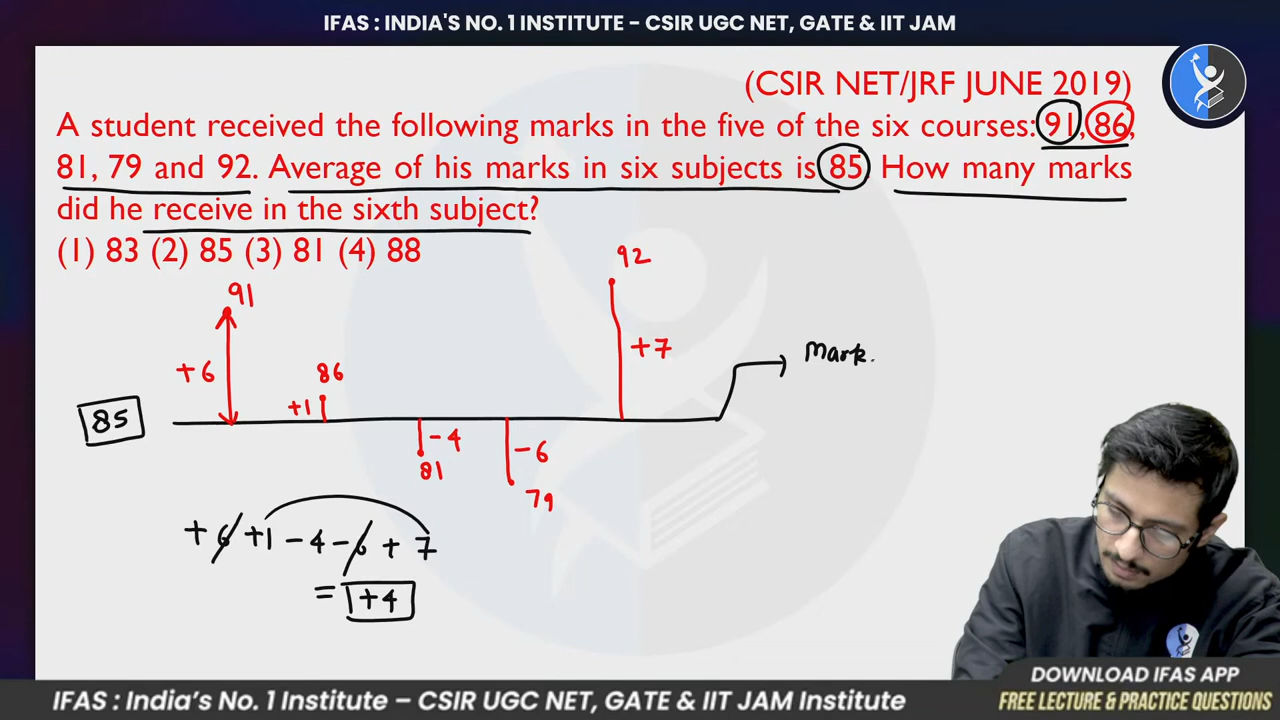 IFAS : INDIA'S NO. 1 INSTITUTE – CSIR UGC NET, GATE & IIT JAM
(CSIR NET/JRF JUNE 2019)
A student received the following marks in the five of the six courses: 91, 86,
81, 79 and 92. Average of his marks in six subjects is 85 How many marks
did he receive in the sixth subject?
(1) 83 (2) 85 (3) 81 (4) 88
92
91
+7
Mark.
+6
86
+1
85
-4
81
-6
79
+6 +1 -4 -6 + 7
= +4
DOWNLOAD IFAS APP
FREE LECTURE & PRACTICE QUESTIONS
IFAS : India's No. 1 Institute – CSIR UGC NET, GATE & IIT JAM Institute